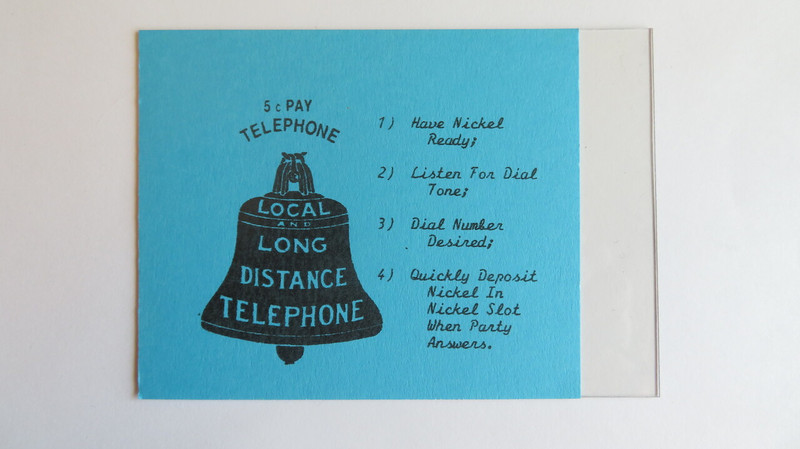 5 c PAY
TELEPHONE
LOCAL
AND
LONG
DISTANCE
TELEPHONE
1) Have Nickel
Ready;
2) Listen For Dial
Tone;
3) Dial Number
Desired;
4) Quickly Deposit
Nickel In
Nickel Slot
When Party
Answers.